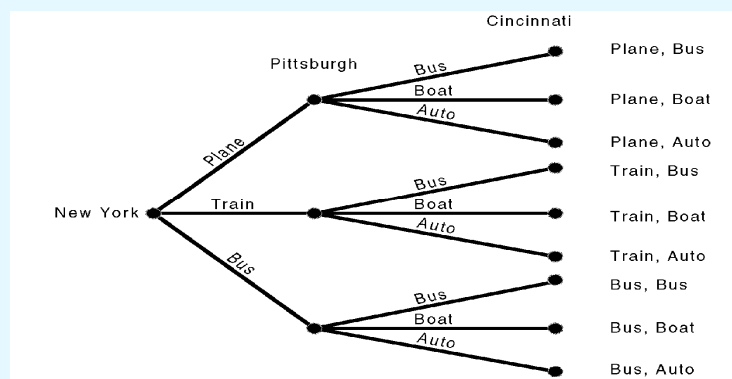 Cincinnati
Pittsburgh
Bus
Plane, Bus
Boat
Plane, Boat
Auto
Plane, Auto
Plane
Bus
Train, Bus
New York
Train
Boat
Train, Boat
Auto
Train, Auto
Bus
Bus
Bus, Bus
Boat
Bus, Boat
Auto
Bus, Auto